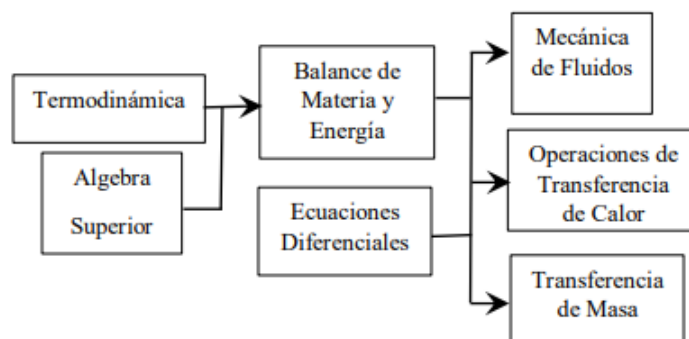 Termodinámica
Algebra
Superior
Balance de
Materia y
Energía
Ecuaciones
Diferenciales
Mecánica
de Fluidos
Operaciones de
Transferencia
de Calor
Transferencia
de Masa